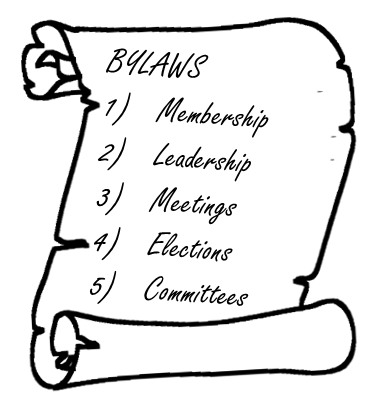 BYLAWS
1) Membership
2) Leadership
3) Meetings
4) Elections
5) Committees